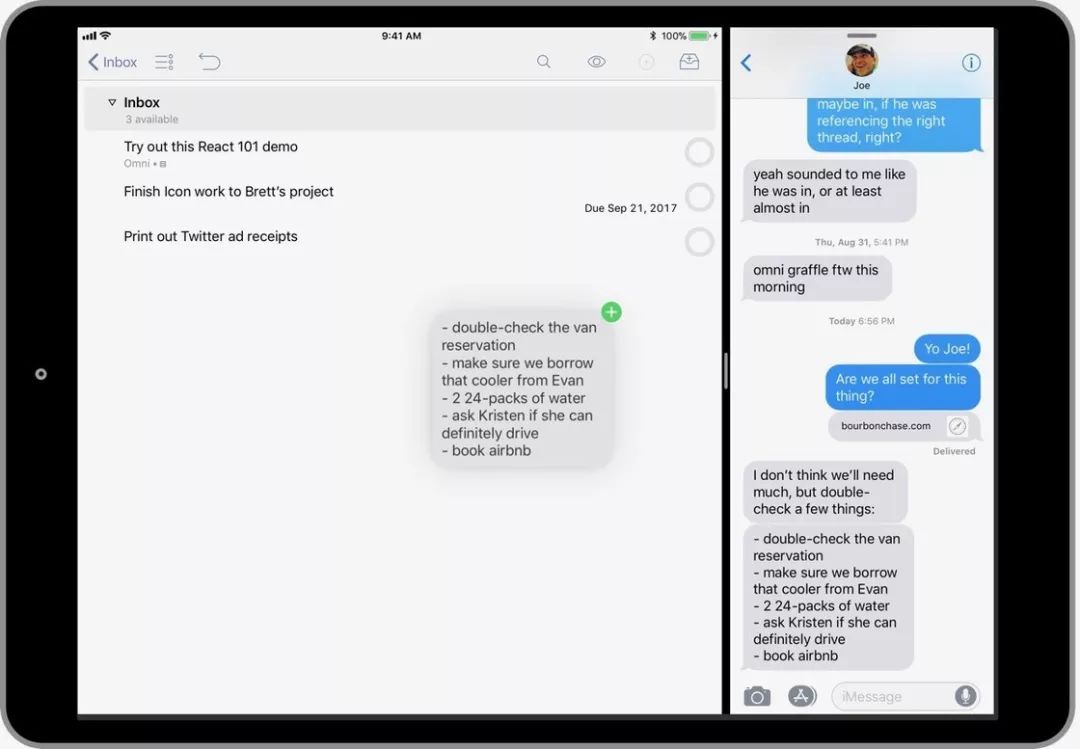 9:41 AM
100%
Inbox
Inbox
3 available
Try out this React 101 demo
Omni •
Finish Icon work to Brett’s project
Due Sep 21, 2017
Print out Twitter ad receipts
- double-check the van
reservation
- make sure we borrow
that cooler from Evan
- 2 24-packs of water
- ask Kristen if she can
definitely drive
- book airbnb
Joe
maybe in, if he was
referencing the right
thread, right?
yeah sounded to me like
he was in, or at least
almost in
Thu, Aug 31, 5:41 PM
omni graffle ftw this
morning
Today 6:56 PM
Yo Joe!
Are we all set for this
thing?
bourbonchase.com
Delivered
I don’t think we’ll need
much, but double-
check a few things:
- double-check the van
reservation
- make sure we borrow
that cooler from Evan
- 2 24-packs of water
- ask Kristen if she can
definitely drive
- book airbnb
iMessage